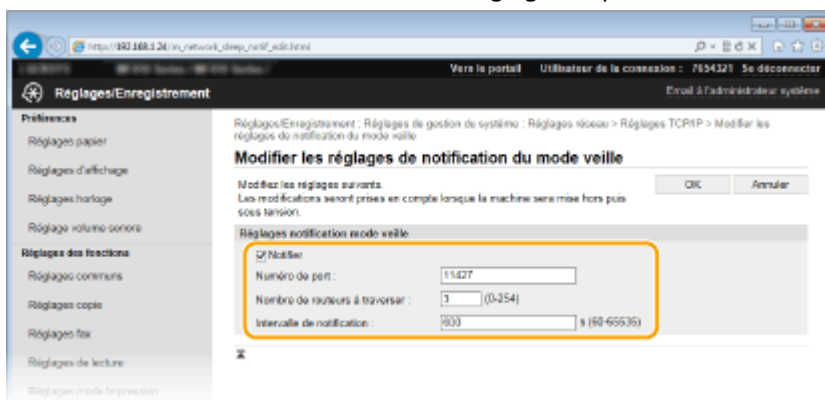 http://192.168.1.24/m_network_deep_notif_edit.html
Vers le portail Utilisateur de la connexion : 7654321 Se déconnecter
Réglages/Enregistrement
Email à l'administrateur système
Préférences
Réglages papier
Réglages d'affichage
Réglages horloge
Réglage volume sonore
Réglages des fonctions
Réglages communs
Réglages copie
Réglages fax
Réglages de lecture
Réglages mode Impression
Réglages/Enregistrement : Réglages de gestion du système : Réglages réseau > Réglages TCP/IP > Modifier les
réglages de notification du mode veille
Modifier les réglages de notification du mode veille
Modifiez les réglages suivants.
Les modifications seront prises en compte lorsque la machine sera mise hors puis
sous tension.
OK Annuler
Réglages notification mode veille
Notifier
Numéro de port : 11427
Nombre de routeurs à traverser : 3 (0-254)
Intervalle de notification : 600 s (60-65535)